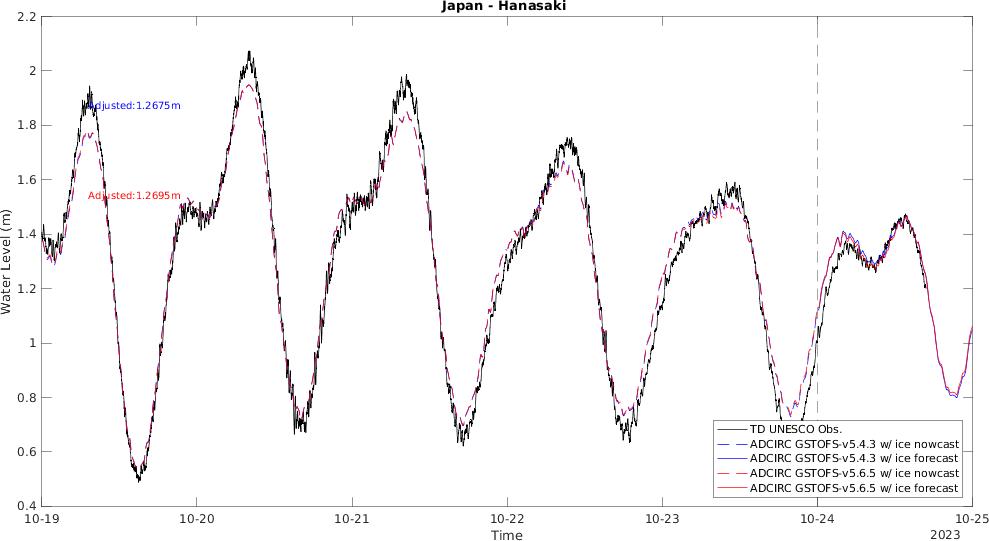 Japan - Hanasaki
2.2
2
1.8
1.6
1.4
1.2
1
0.8
0.6
0.4
Water Level (m)
Adjusted:1.2675m
Adjusted:1.2695m
TD UNESCO Obs.
ADCIRC GSTOFS-v5.4.3 w/ ice nowcast
ADCIRC GSTOFS-v5.4.3 w/ ice forecast
ADCIRC GSTOFS-v5.6.5 w/ ice nowcast
ADCIRC GSTOFS-v5.6.5 w/ ice forecast
10-19
10-20
10-21
10-22
10-23
10-24
10-25
Time
2023